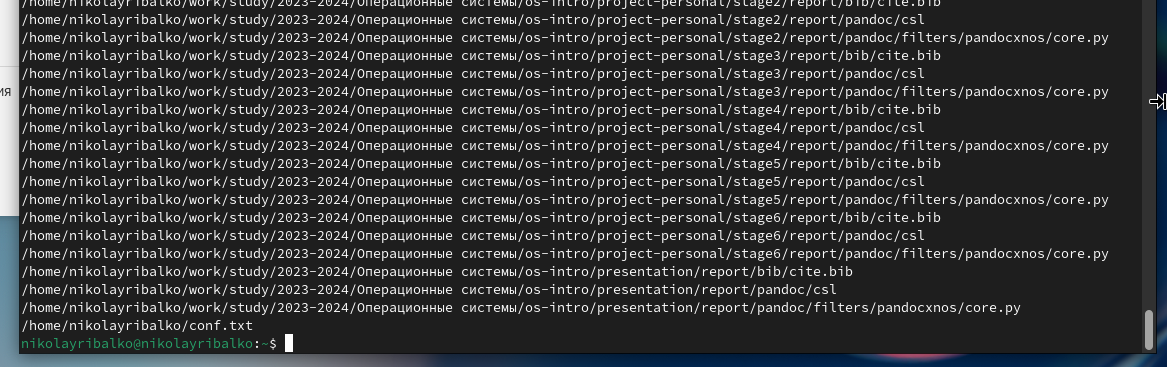 /home/nikolayribalko/work/study/2023-2024/Операционные системы/os-intro/project-personal/stage2/report/bib/cite.bib
/home/nikolayribalko/work/study/2023-2024/Операционные системы/os-intro/project-personal/stage2/report/pandoc/csl
/home/nikolayribalko/work/study/2023-2024/Операционные системы/os-intro/project-personal/stage2/report/pandoc/filters/pandocxnos/core.py
/home/nikolayribalko/work/study/2023-2024/Операционные системы/os-intro/project-personal/stage3/report/bib/cite.bib
/home/nikolayribalko/work/study/2023-2024/Операционные системы/os-intro/project-personal/stage3/report/pandoc/csl
ия
/home/nikolayribalko/work/study/2023-2024/Операционные системы/os-intro/project-personal/stage3/report/pandoc/filters/pandocxnos/core.py
/home/nikolayribalko/work/study/2023-2024/Операционные системы/os-intro/project-personal/stage4/report/bib/cite.bib
/home/nikolayribalko/work/study/2023-2024/Операционные системы/os-intro/project-personal/stage4/report/pandoc/csl
/home/nikolayribalko/work/study/2023-2024/Операционные системы/os-intro/project-personal/stage4/report/pandoc/filters/pandocxnos/core.py
/home/nikolayribalko/work/study/2023-2024/Операционные системы/os-intro/project-personal/stage5/report/bib/cite.bib
/home/nikolayribalko/work/study/2023-2024/Операционные системы/os-intro/project-personal/stage5/report/pandoc/csl
/home/nikolayribalko/work/study/2023-2024/Операционные системы/os-intro/project-personal/stage5/report/pandoc/filters/pandocxnos/core.py
/home/nikolayribalko/work/study/2023-2024/Операционные системы/os-intro/project-personal/stage6/report/bib/cite.bib
/home/nikolayribalko/work/study/2023-2024/Операционные системы/os-intro/project-personal/stage6/report/pandoc/csl
/home/nikolayribalko/work/study/2023-2024/Операционные системы/os-intro/project-personal/stage6/report/pandoc/filters/pandocxnos/core.py
/home/nikolayribalko/work/study/2023-2024/Операционные системы/os-intro/presentation/report/bib/cite.bib
/home/nikolayribalko/work/study/2023-2024/Операционные системы/os-intro/presentation/report/pandoc/csl
/home/nikolayribalko/work/study/2023-2024/Операционные системы/os-intro/presentation/report/pandoc/filters/pandocxnos/core.py
/home/nikolayribalko/conf.txt
nikolayribalko@nikolayribalko:~$